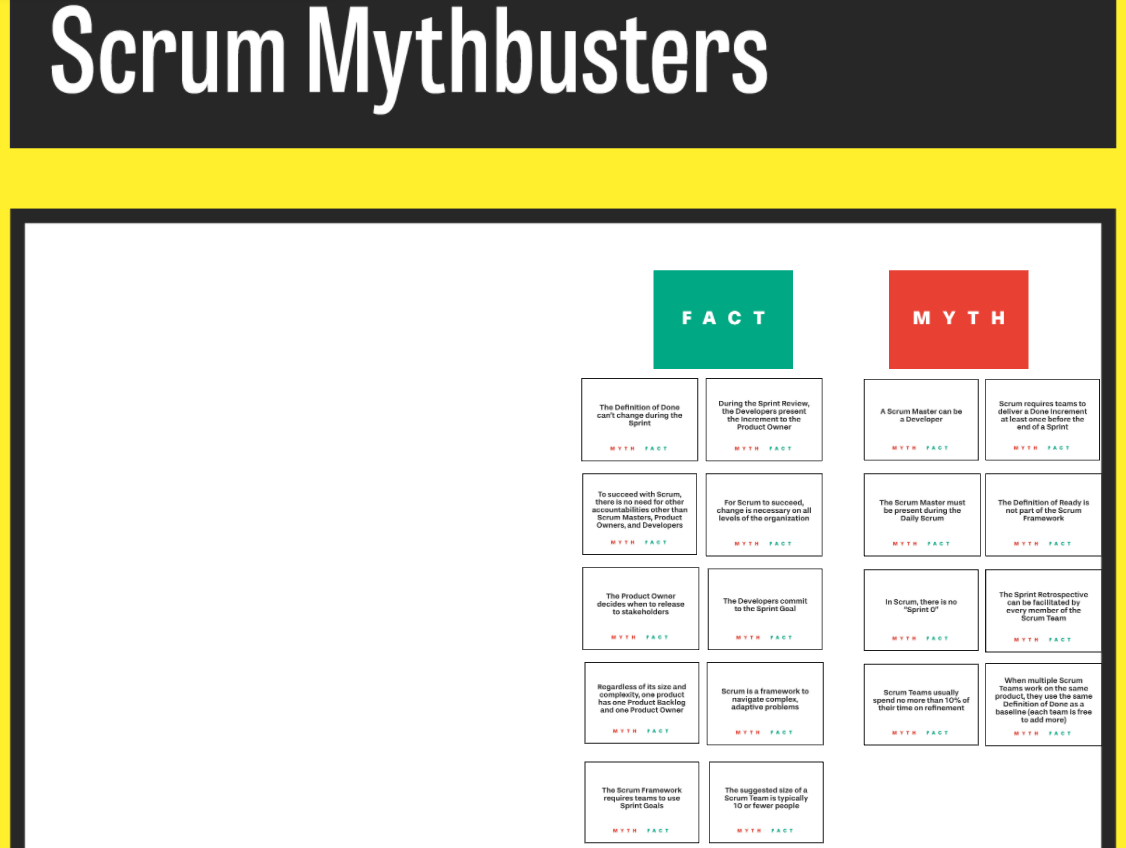 Scrum Mythbusters
FACT
MYTH
The Definition of Done
can't change during the
Sprint
MYTH FACT
During the Sprint Review,
the Developers present
the Increment to the
Product Owner
MYTH FACT
A Scrum Master can be
a Developer
MYTH FACT
Scrum requires teams to
deliver a Done Increment
at least once before the
end of a Sprint
MYTH FACT
To succeed with Scrum,
there is no need for other
accountabilities other than
Scrum Masters, Product
Owners, and Developers
MYTH FACT
For Scrum to succeed,
change is necessary on all
levels of the organization
MYTH FACT
The Scrum Master must
be present during the
Daily Scrum
MYTH FACT
The Definition of Ready is
not part of the Scrum
Framework
MYTH FACT
The Product Owner
decides when to release
to stakeholders
MYTH FACT
The Developers commit
to the Sprint Goal
MYTH FACT
In Scrum, there is no
"Sprint 0"
MYTH FACT
The Sprint Retrospective
can be facilitated by
every member of the
Scrum Team
MYTH FACT
Regardless of its size and
complexity, one product
has one Product Backlog
and one Product Owner
MYTH FACT
Scrum is a framework to
navigate complex,
adaptive problems
MYTH FACT
Scrum Teams usually
spend no more than 10% of
their time on refinement
MYTH FACT
When multiple Scrum
Teams work on the same
product, they use the same
Definition of Done as a
baseline (each team is free
to add more)
MYTH FACT
The Scrum Framework
requires teams to use
Sprint Goals
MYTH FACT
The suggested size of a
Scrum Team is typically
10 or fewer people
MYTH FACT